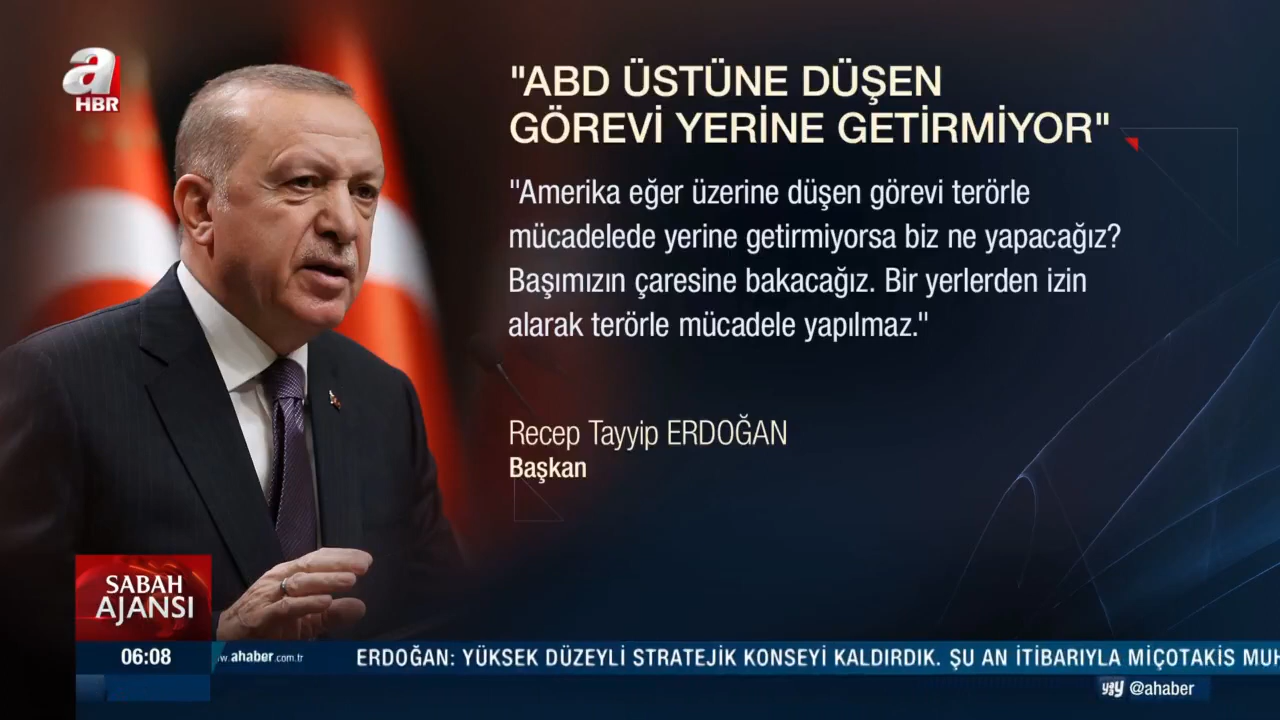 a
HBR
"ABD ÜSTÜNE DÜŞEN
GÖREVİ YERİNE GETİRMİYOR"
"Amerika eğer üzerine düşen görevi terörle
mücadelede yerine getirmiyorsa biz ne yapacağız?
Başımızın çaresine bakacağız. Bir yerlerden izin
alarak terörle mücadele yapılmaz."
Recep Tayyip ERDOĞAN
Başkan
SABAH
AJANSI
06:08
w.ahaber.com.tr
ERDOĞAN: YÜKSEK DÜZEYLİ STRATEJİK KONSEYİ KALDIRDIK. ŞU AN İTİBARIYLA MİÇOTAKİS MUH
yay @ahaber